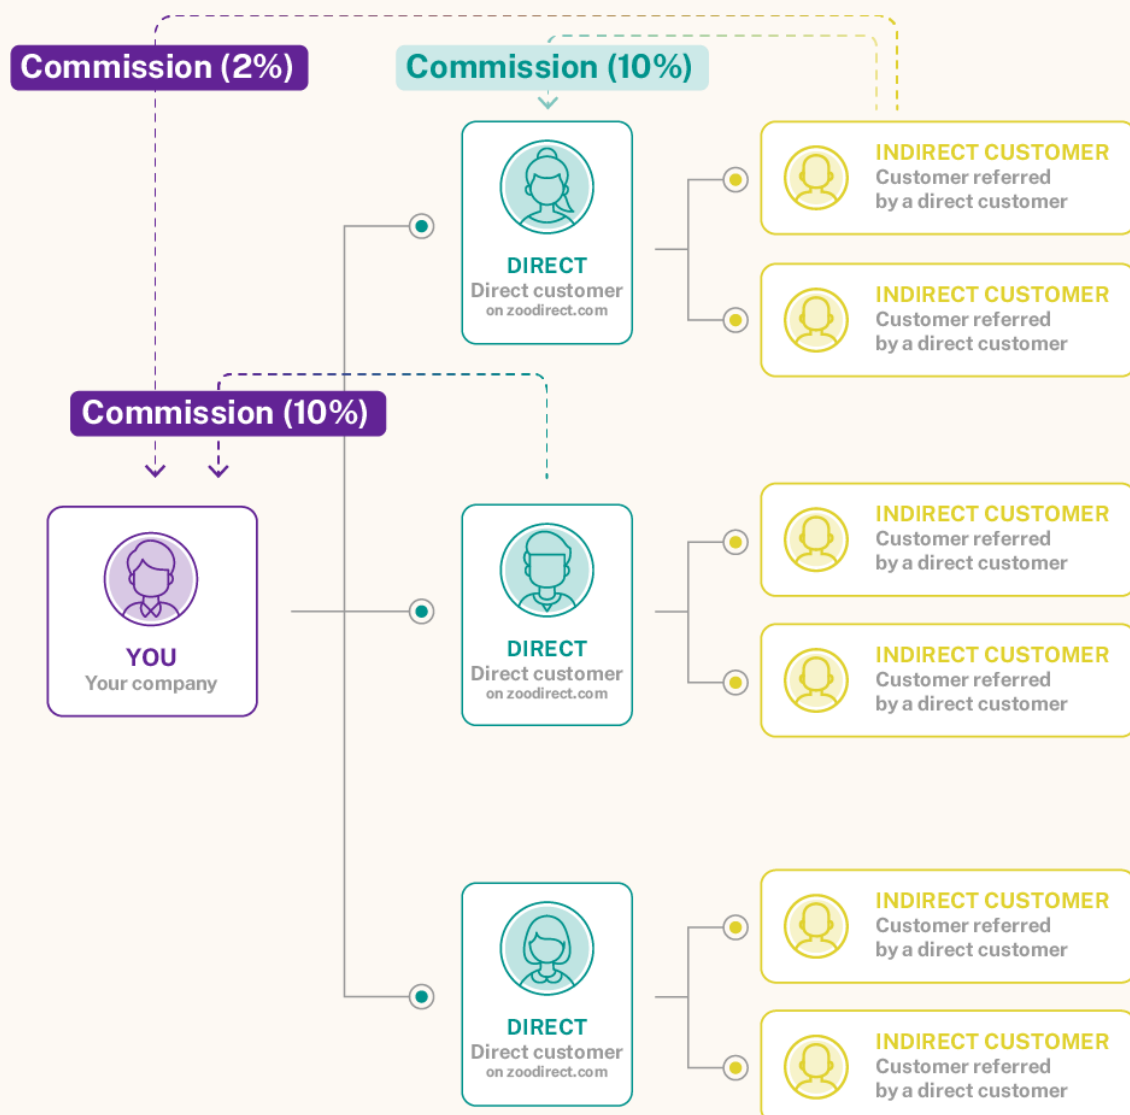 Commission (2%)
Commission (10%)
DIRECT
Direct customer
on zoodirect.com
INDIRECT CUSTOMER
Customer referred
by a direct customer
INDIRECT CUSTOMER
Customer referred
by a direct customer
Commission (10%)
YOU
Your company
DIRECT
Direct customer
on zoodirect.com
INDIRECT CUSTOMER
Customer referred
by a direct customer
INDIRECT CUSTOMER
Customer referred
by a direct customer
DIRECT
Direct customer
on zoodirect.com
INDIRECT CUSTOMER
Customer referred
by a direct customer
INDIRECT CUSTOMER
Customer referred
by a direct customer